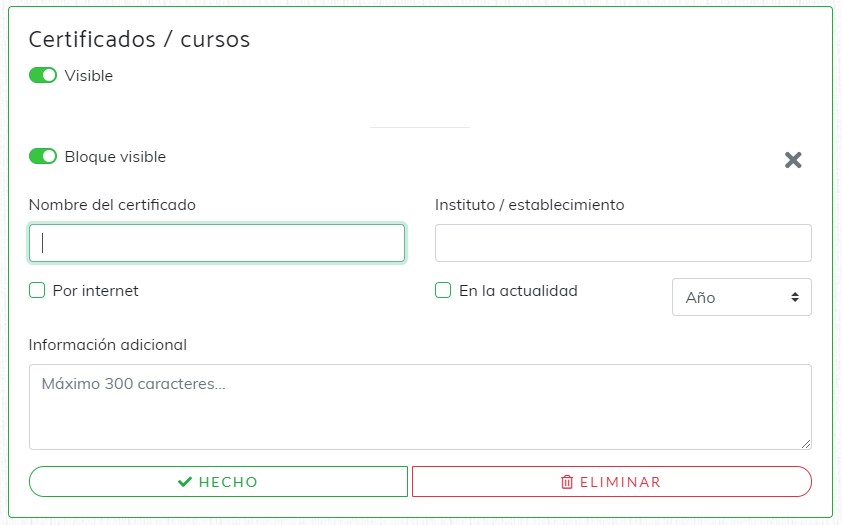 Certificados / cursos
Visible
Bloque visible
Nombre del certificado
Instituto / establecimiento
Por internet
En la actualidad
Año
Información adicional
Máximo 300 caracteres...
HECHO
ELIMINAR